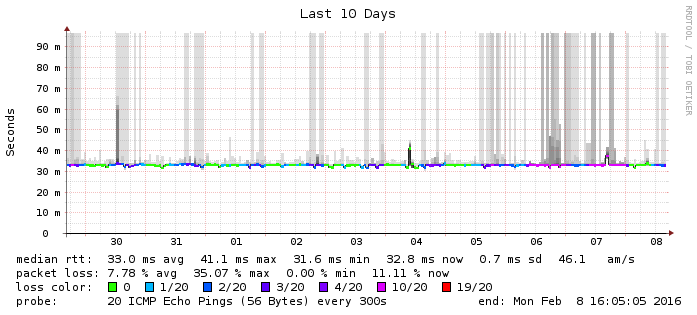 Last 10 Days
RRDTOOL / TOBI OETIKER
Seconds
90 m
80 m
70 m
60 m
50 m
40 m
30 m
20 m
10 m
0
30 31 01 02 03 04 05 06 07 08
median rtt: 33.0 ms avg 41.1 ms max 31.6 ms min 32.8 ms now 0.7 ms sd 46.1 am/s
packet loss: 7.78 % avg 35.07 % max 0.00 % min 11.11 % now
loss color: 0 1/20 2/20 3/20 4/20 10/20 19/20
probe: 20 ICMP Echo Pings (56 Bytes) every 300s end: Mon Feb 8 16:05:05 2016